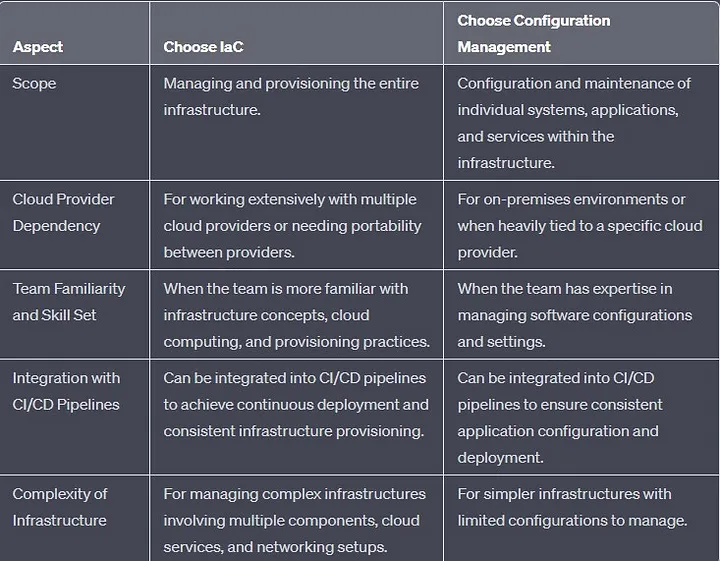 Aspect
Choose IaC
Choose Configuration
Management
Scope
Managing and provisioning the entire
infrastructure.
Configuration and maintenance of
individual systems, applications,
and services within the
infrastructure.
Cloud Provider
Dependency
For working extensively with multiple
cloud providers or needing portability
between providers.
For on-premises environments or
when heavily tied to a specific cloud
provider.
Team Familiarity
and Skill Set
When the team is more familiar with
infrastructure concepts, cloud
computing, and provisioning practices.
When the team has expertise in
managing software configurations
and settings.
Integration with
CI/CD Pipelines
Can be integrated into CI/CD pipelines
to achieve continuous deployment and
consistent infrastructure provisioning.
Can be integrated into CI/CD
pipelines to ensure consistent
application configuration and
deployment.
Complexity of
Infrastructure
For managing complex infrastructures
involving multiple components, cloud
services, and networking setups.
For simpler infrastructures with
limited configurations to manage.